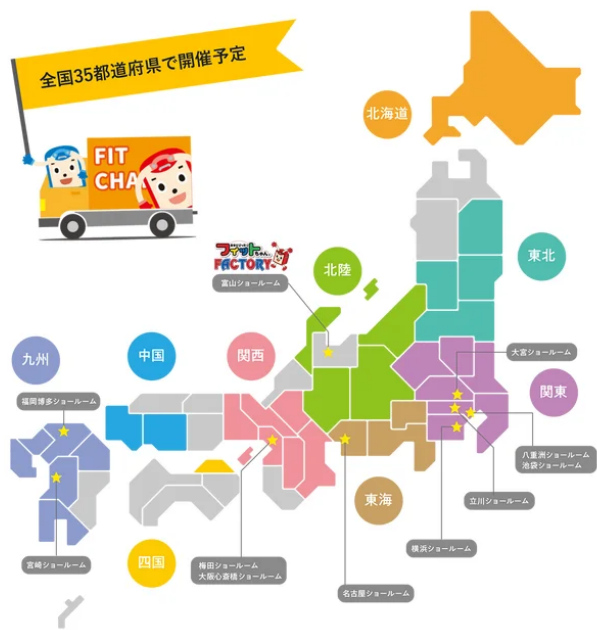 全国35都道府県で開催予定
FIT
CHA
北海道
フィットちゃん
FACTORY
富山ショールーム
北陸
東北
九州
中国
関西
大宮ショールーム
関東
福岡博多ショールーム
八重洲ショールーム
池袋ショールーム
立川ショールーム
東海
横浜ショールーム
四国
宮崎ショールーム
梅田ショールーム
大阪心斎橋ショールーム
名古屋ショールーム